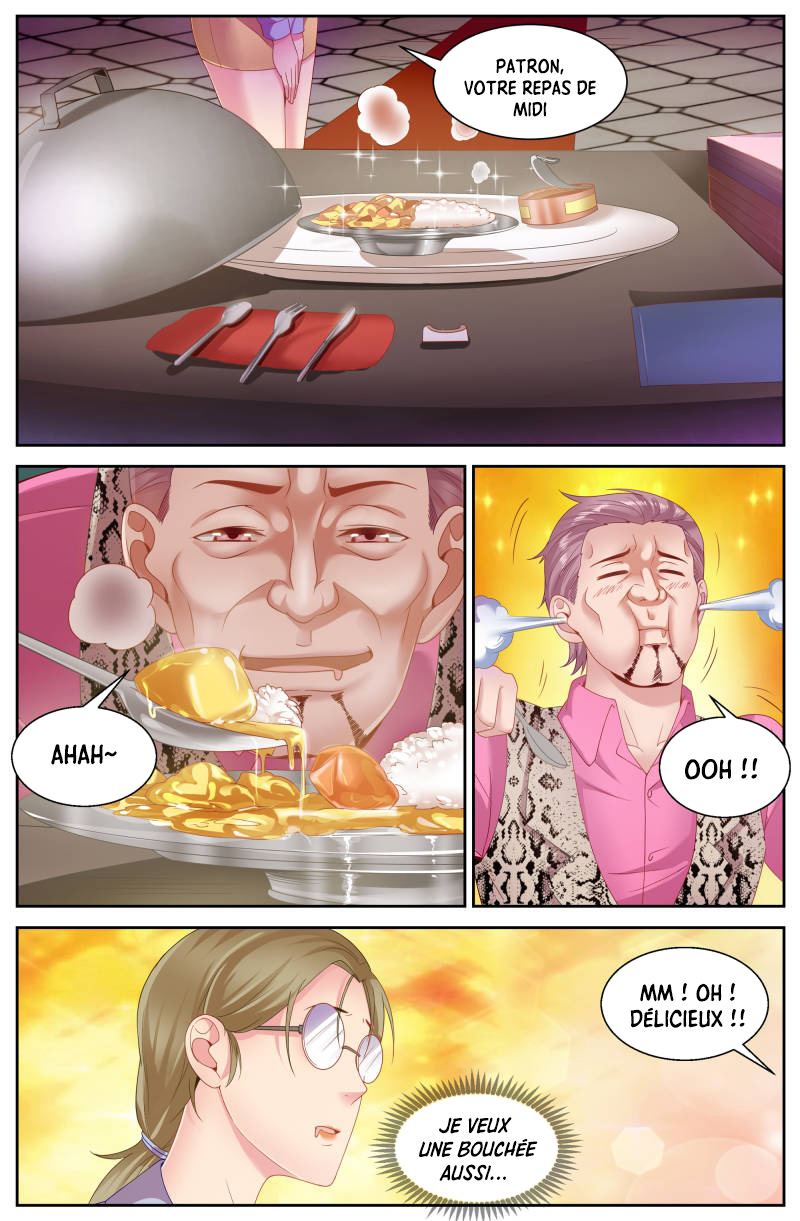 PATRON,
VOTRE REPAS DE
MIDI
AHAH~
OOH !!
MM ! OH !
DÉLICIEUX !!
JE VEUX
UNE BOUCHÉE
AUSSI...